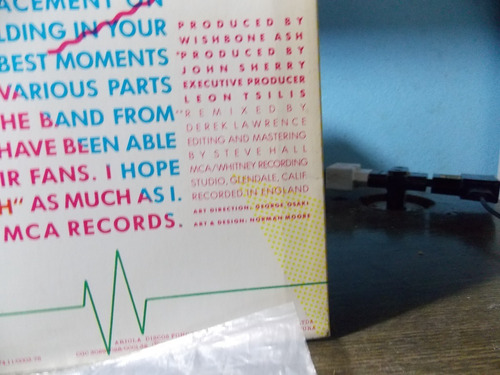 ACEMENT ON
LDING IN YOUR
BEST MOMENTS
VARIOUS PARTS
HE BAND FROM
HAVE BEEN ABLE
IR FANS. I HOPE
H" AS MUCH AS I.
MCA RECORDS.
PRODUCED BY
WISHBONE ASH
*PRODUCED BY
JOHN SHERRY
EXECUTIVE PRODUCER
LEON TSILIS
**REMIXED BY
DEREK LAWRENCE
EDITING AND MASTERING
BY STEVE HALL
MCA/WHITNEY RECORDING
STUDIO, GLENDALE, CALIF.
RECORDED IN ENGLAND
ART DIRECTION: GEORGE OSAKI
ART & DESIGN: NORMAN MOORE